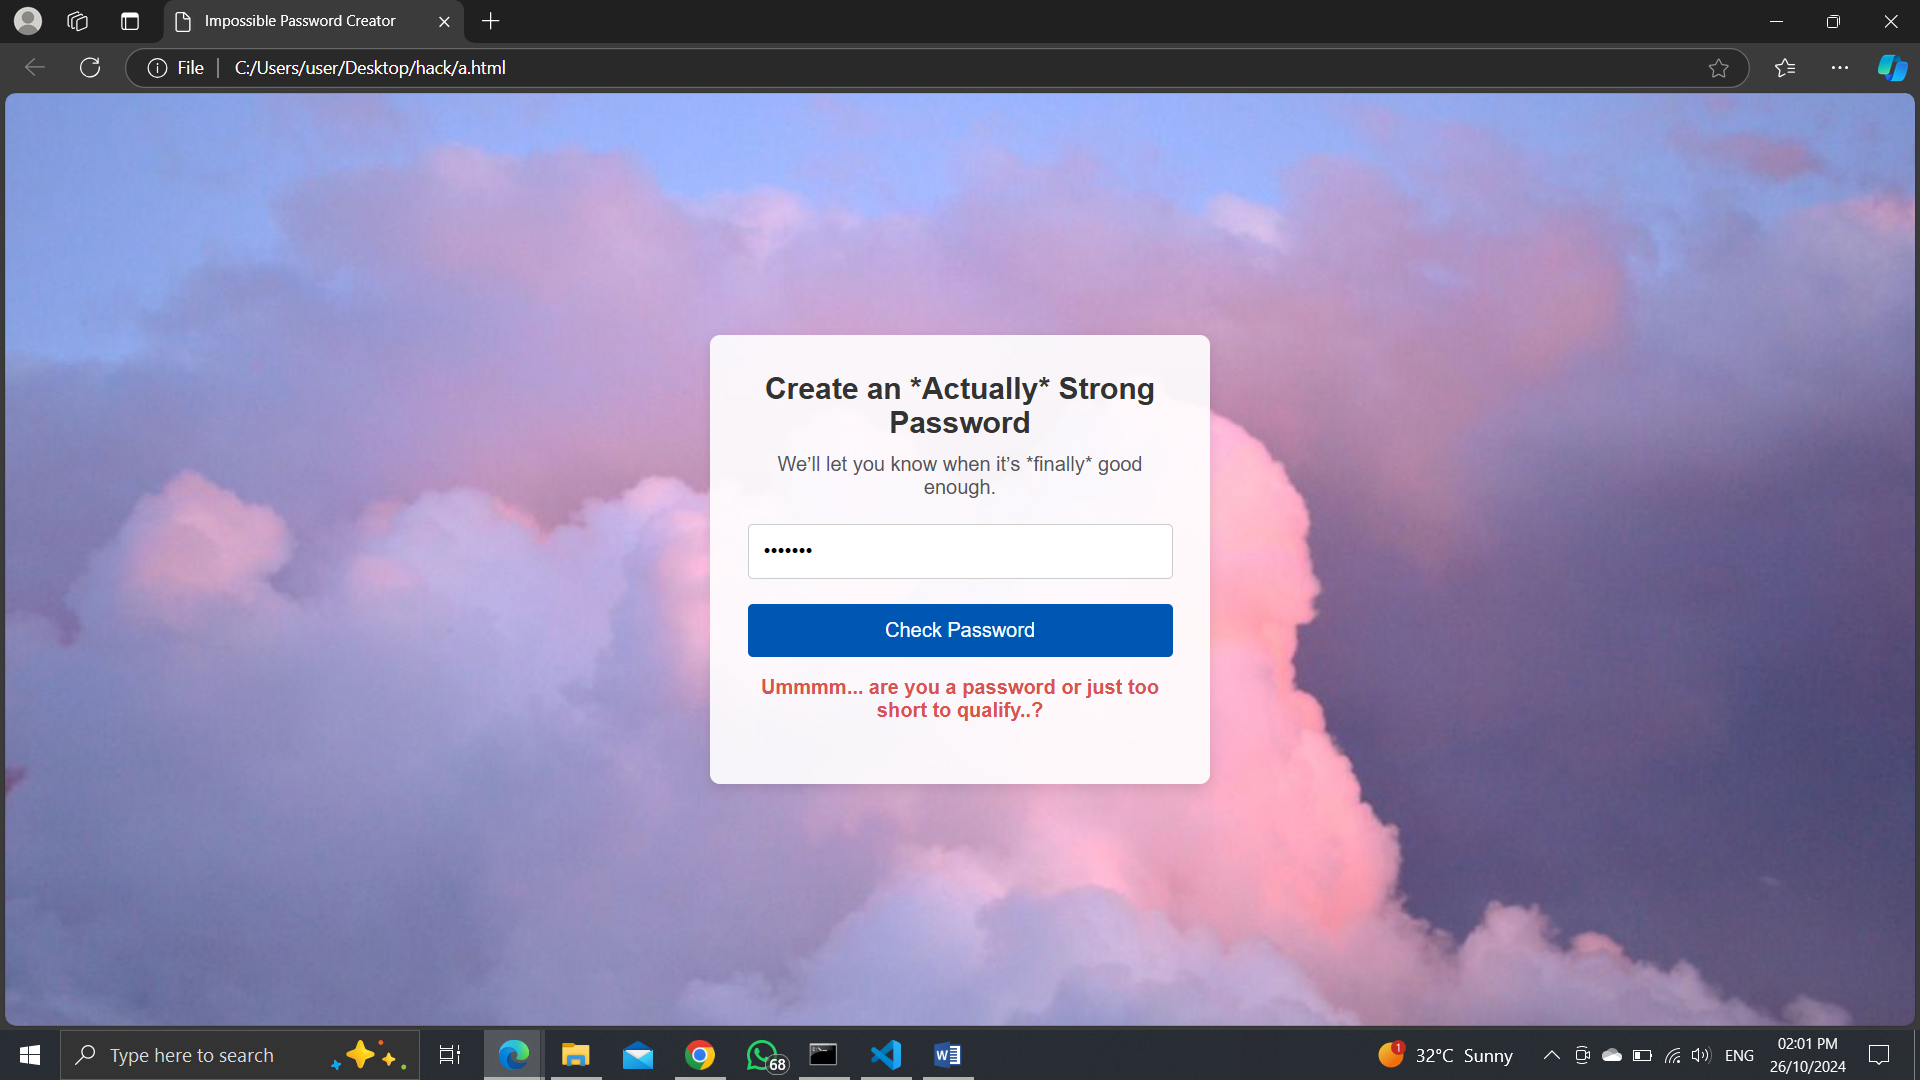 Impossible Password Creator
File
C:/Users/user/Desktop/hack/a.html
Create an *Actually* Strong
Password
We’ll let you know when it’s *finally* good
enough.
•••••••
Check Password
Ummmm... are you a password or just too
short to qualify..?
Type here to search
68
W
1
32°C Sunny
ENG
02:01 PM
26/10/2024